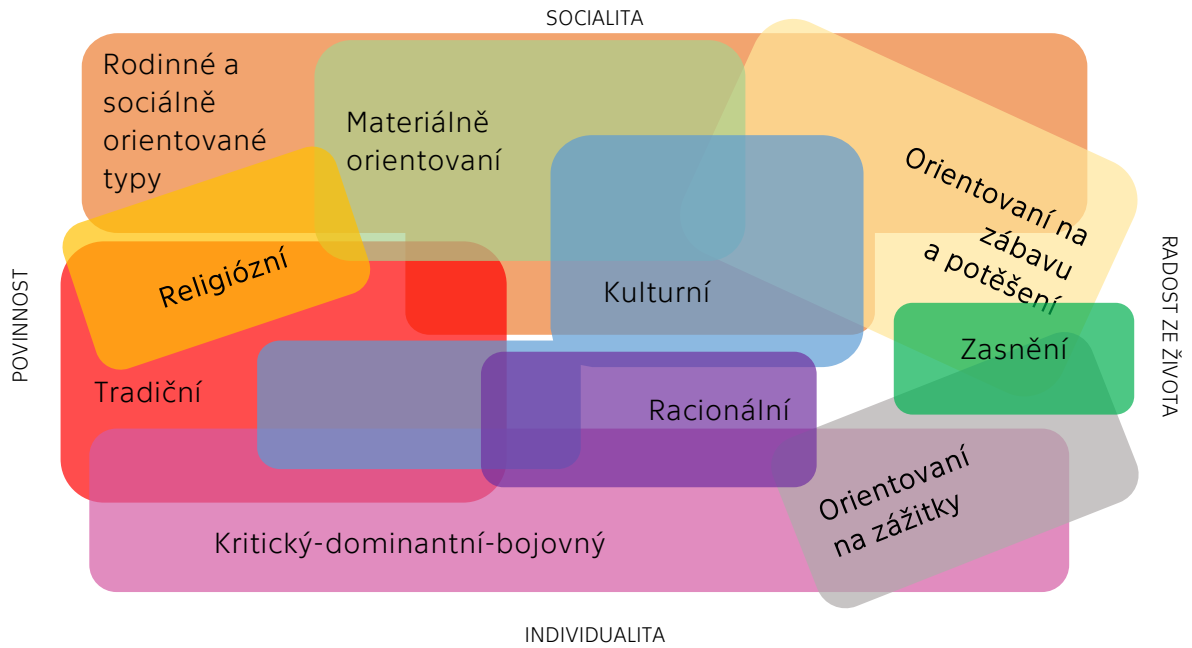 SOCIALITA
Rodinné a
sociálně
orientované
typy
Materiálně
orientovaní
Orientovaní na
zábavu
a potěšení
Religiózní
Kulturní
POVINNOST
RADOST ZE ŽIVOTA
Zasnění
Tradiční
Racionální
Orientovaní
na zážitky
Kritický-dominantní-bojovný
INDIVIDUALITA